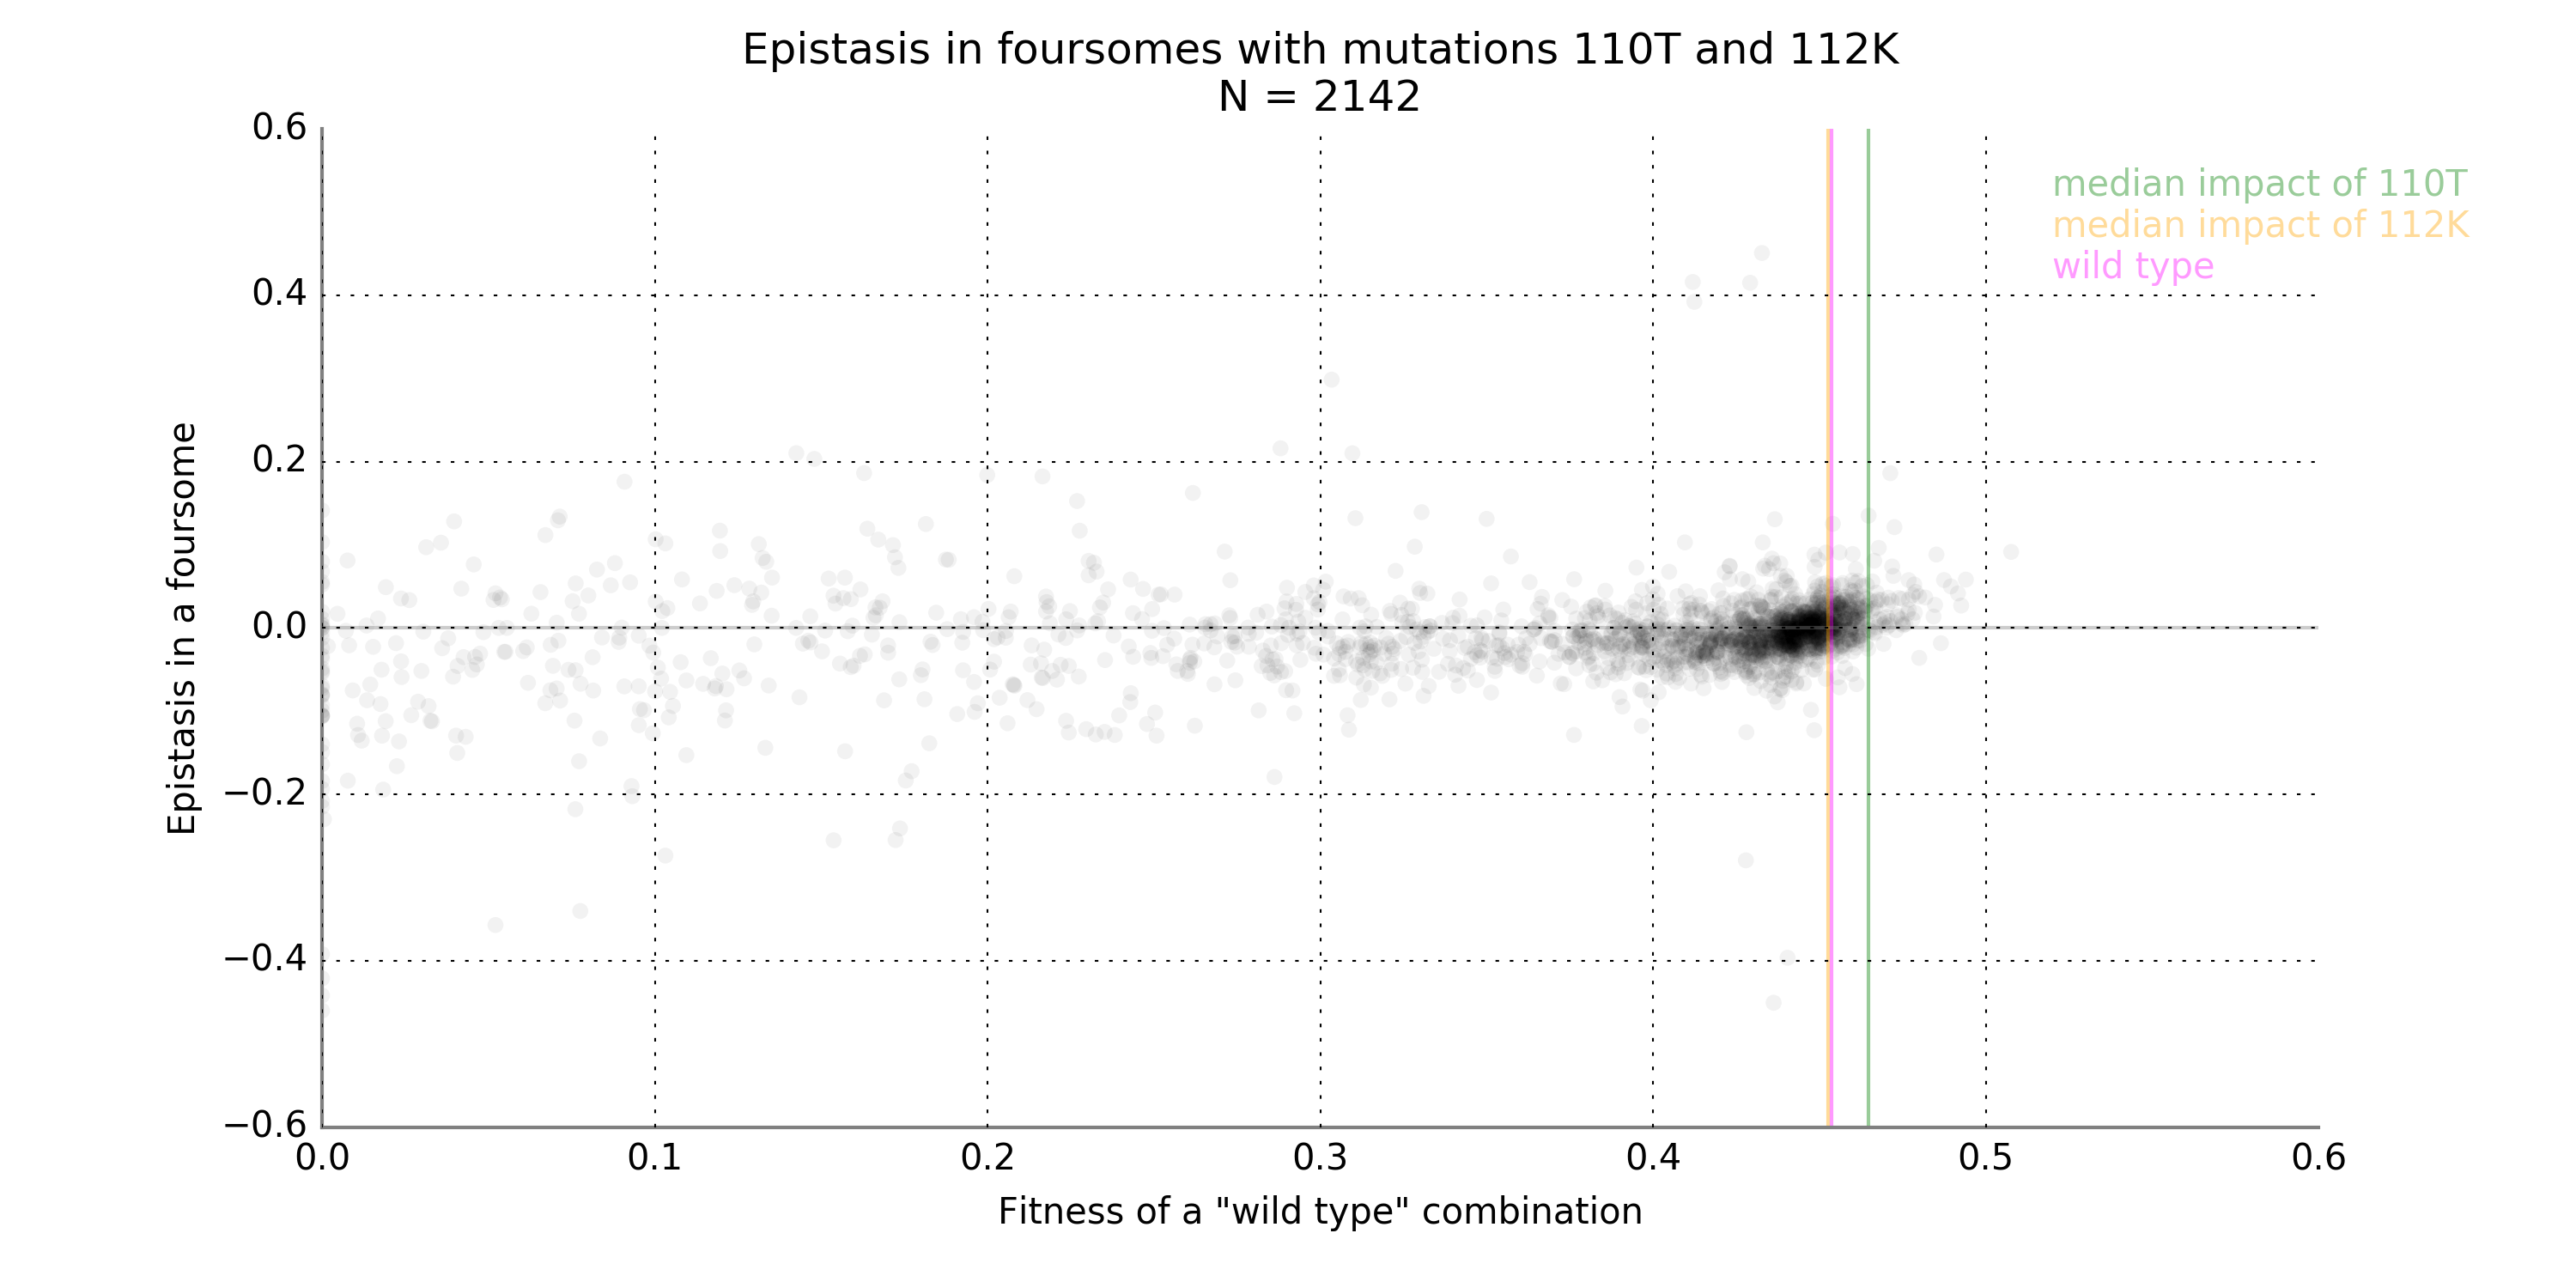 Epistasis in foursomes with mutations 110T and 112K
N = 2142
0.6
0.4
0.2
0.0
−0.2
−0.4
−0.6
Epistasis in a foursome
median impact of 110T
median impact of 112K
wild type
0.0 0.1 0.2 0.3 0.4 0.5 0.6
Fitness of a "wild type" combination